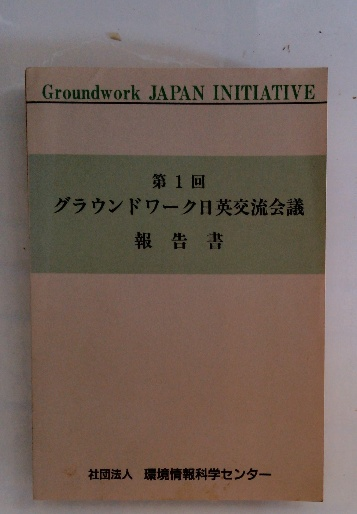 Groundwork JAPAN INITIATIVE
第1回
グラウンドワーク日英交流会議
報告書
社団法人 環境情報科学センター